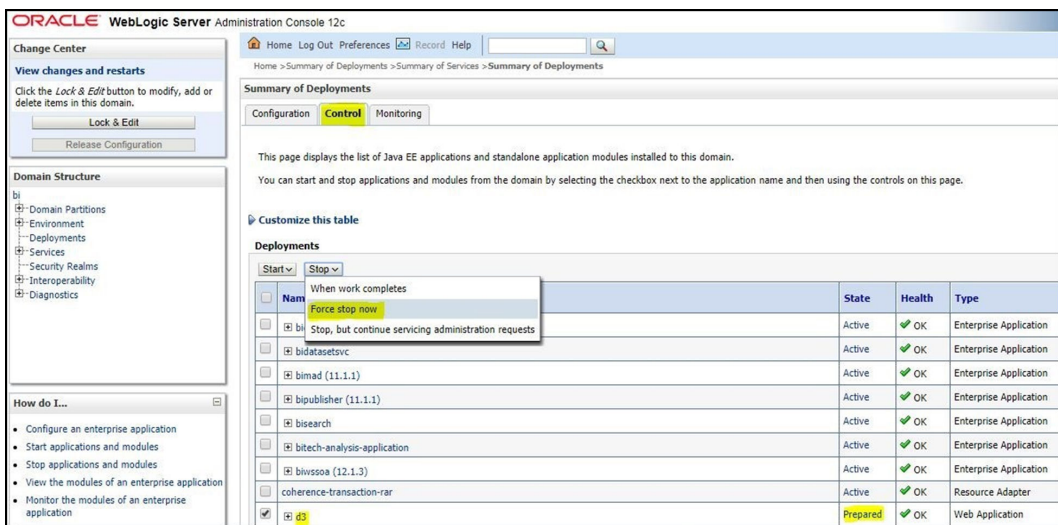 ORACLE WebLogic Server Administration Console 12c
Change Center
View changes and restarts
Click the Lock & Edit button to modify, add or
delete items in this domain.
Lock & Edit
Release Configuration
Domain Structure
bi
Domain Partitions
Environment
Deployments
Services
Security Realms
Interoperability
Diagnostics
How do I...
Configure an enterprise application
Start applications and modules
Stop applications and modules
View the modules of an enterprise application
Monitor the modules of an enterprise
application
Home Log Out Preferences Record Help
Home >Summary of Deployments >Summary of Services >Summary of Deployments
Summary of Deployments
Configuration Control Monitoring
This page displays the list of Java EE applications and standalone application modules installed to this domain.
You can start and stop applications and modules from the domain by selecting the checkbox next to the application name and then using the controls on this page.
Customize this table
Deployments
Start Stop
When work completes
Force stop now
Stop, but continue servicing administration requests
State Health Type
Active OK Enterprise Application
bidatasetsvc Active OK Enterprise Application
bimad (11.1.1) Active OK Enterprise Application
bipublisher (11.1.1) Active OK Enterprise Application
bisearch Active OK Enterprise Application
bitech-analysis-application Active OK Enterprise Application
biwssoa (12.1.3) Active OK Enterprise Application
coherence-transaction-rar Active OK Resource Adapter
d3 Prepared OK Web Application